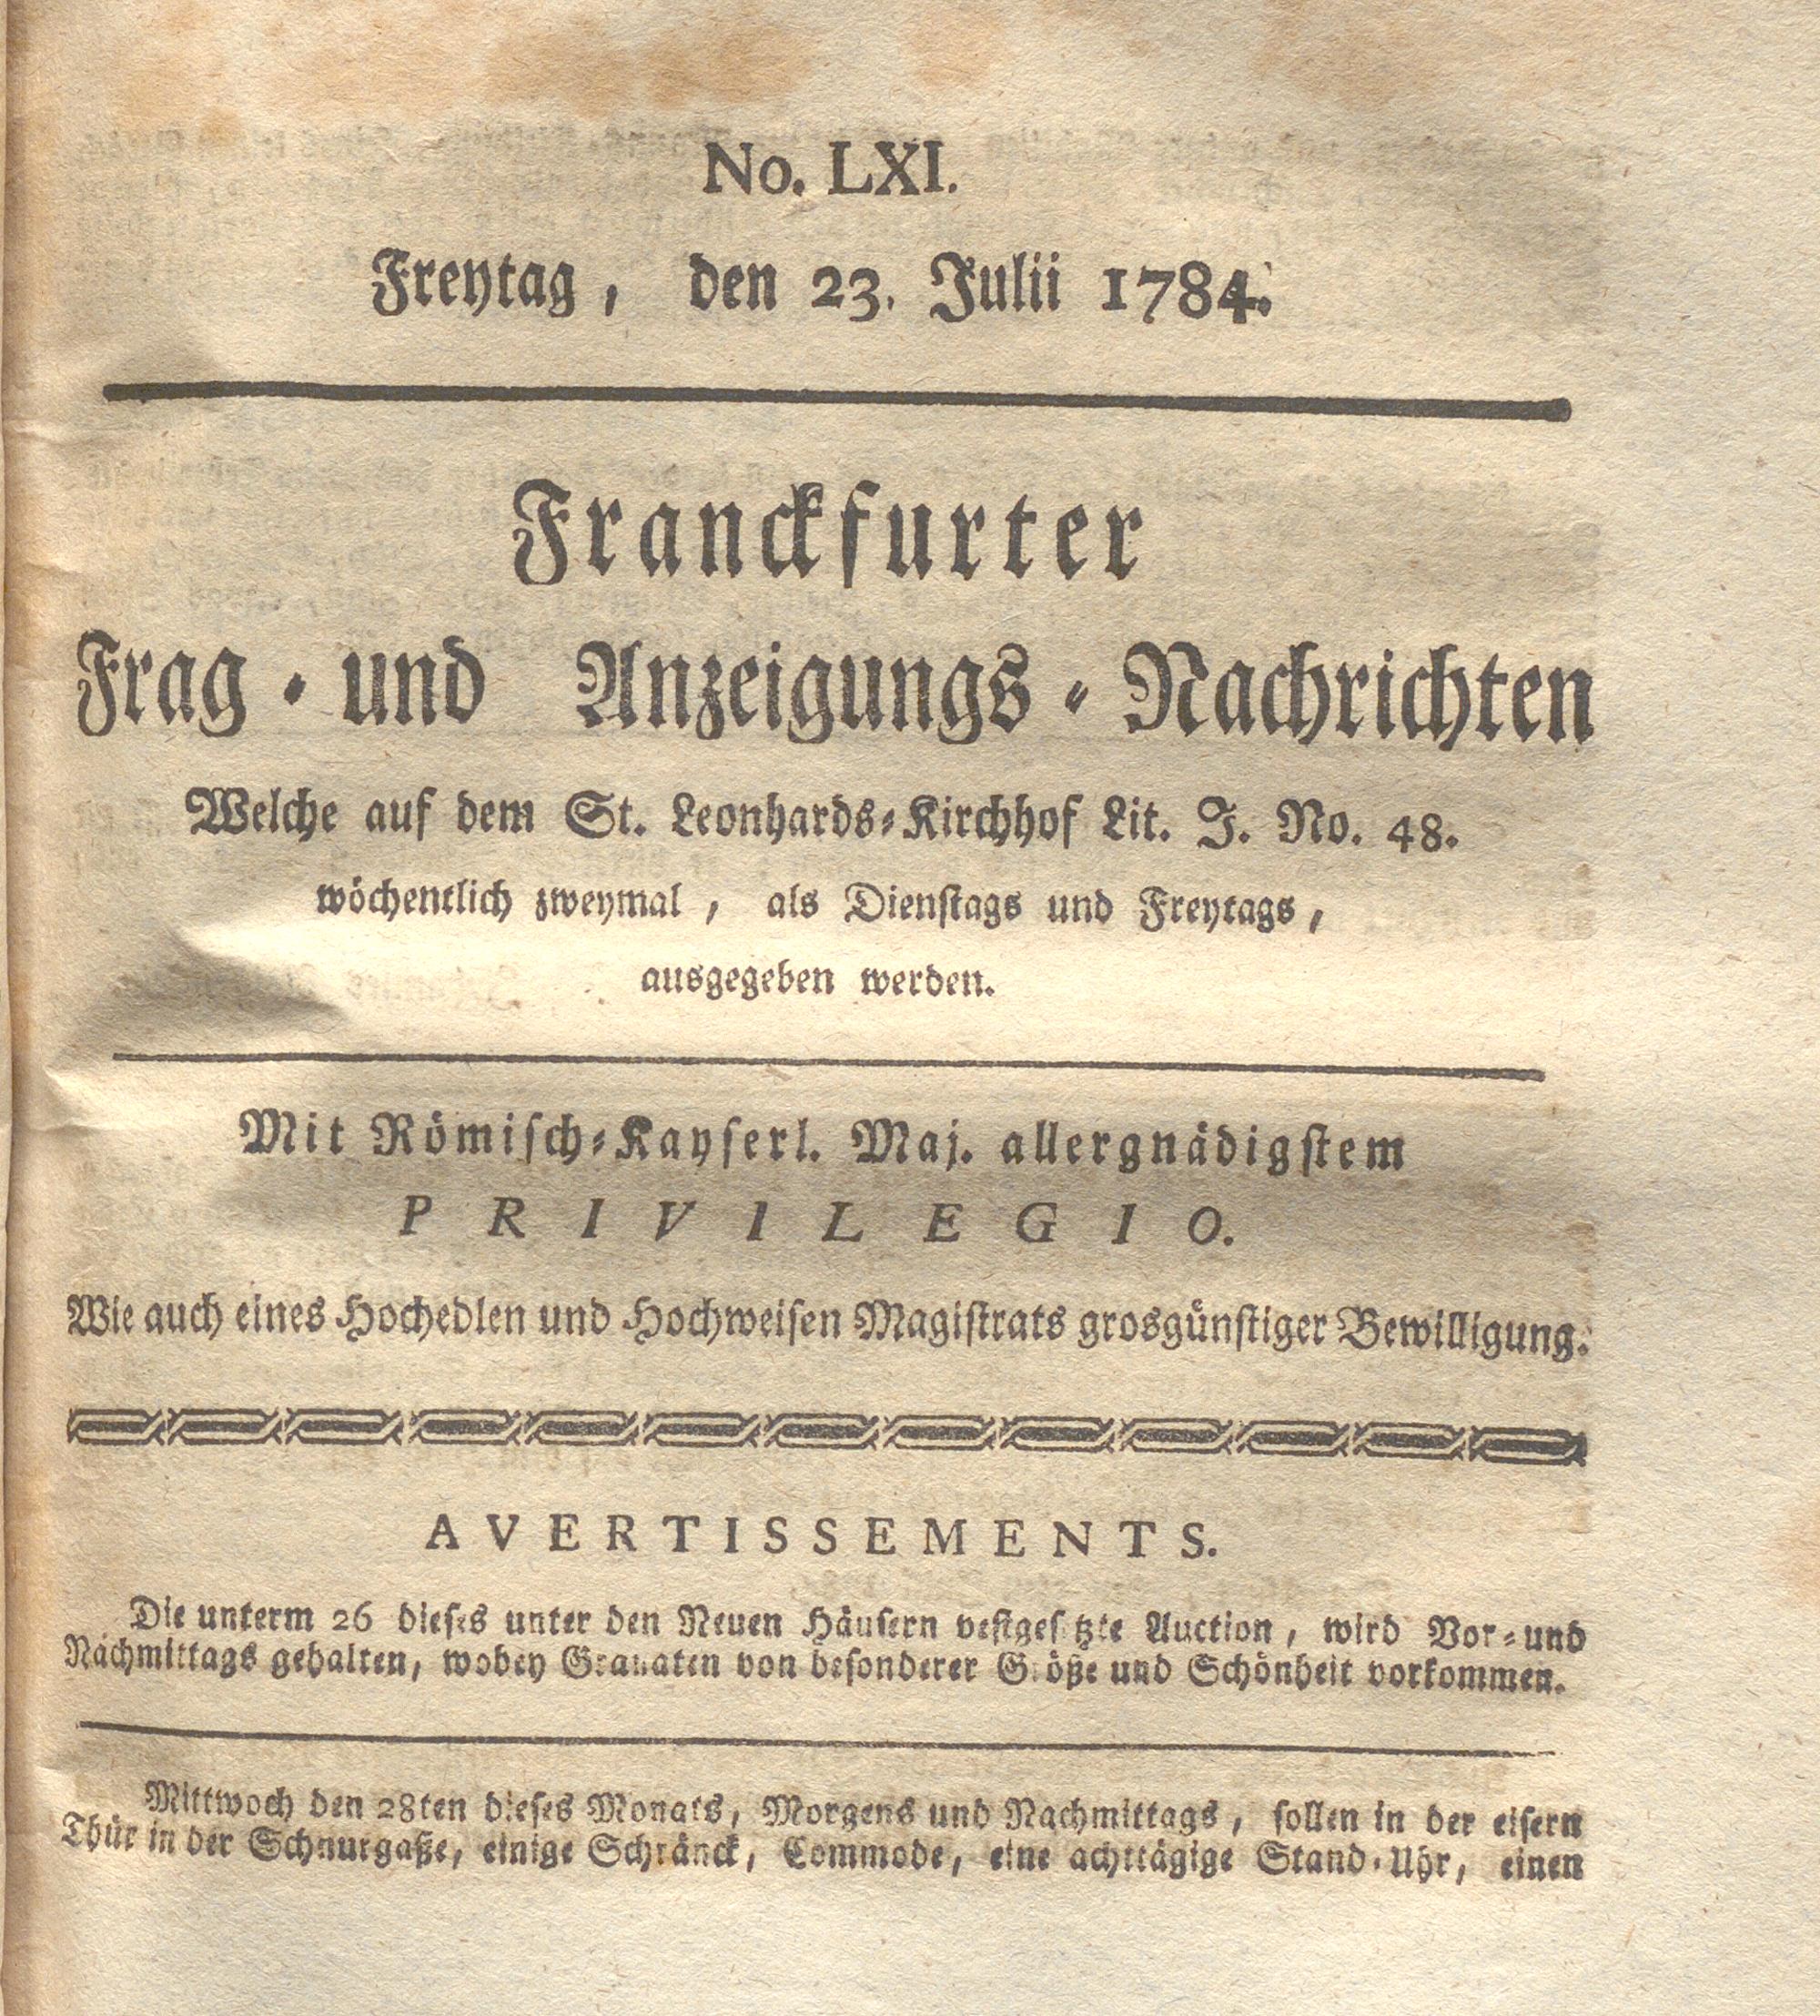 No. LXI.
Freytag, den 23. Julii 1784.
Franckfurter
Frag- und Anzeigungs-Nachrichten
Welche auf dem St. Leonhards-Kirchhof Lit. J. No. 48.
wöchentlich zweymal, als Dienstags und Freytags,
ausgegeben werden.
Mit Römisch-Kayserl. Maj. allergnädigstem
PRIVILEGIO.
Wie auch eines Hochedlen und Hochweisen Magistrats grosgünstiger Bewilligung.
AVERTISSEMENTS.
Die unterm 26 dieses unter den Neuen Häusern vestgesetzte Auction, wird Vor- und
Nachmittags gehalten, wobey Granaten von besonderer Größe und Schönheit vorkommen.
Mittwoch den 28ten dieses Monats, Morgens und Nachmittags, sollen in der eisern
Thür in der Schnurgaße, einige Schränck, Commode, eine achttägige Stand-Uhr, einen